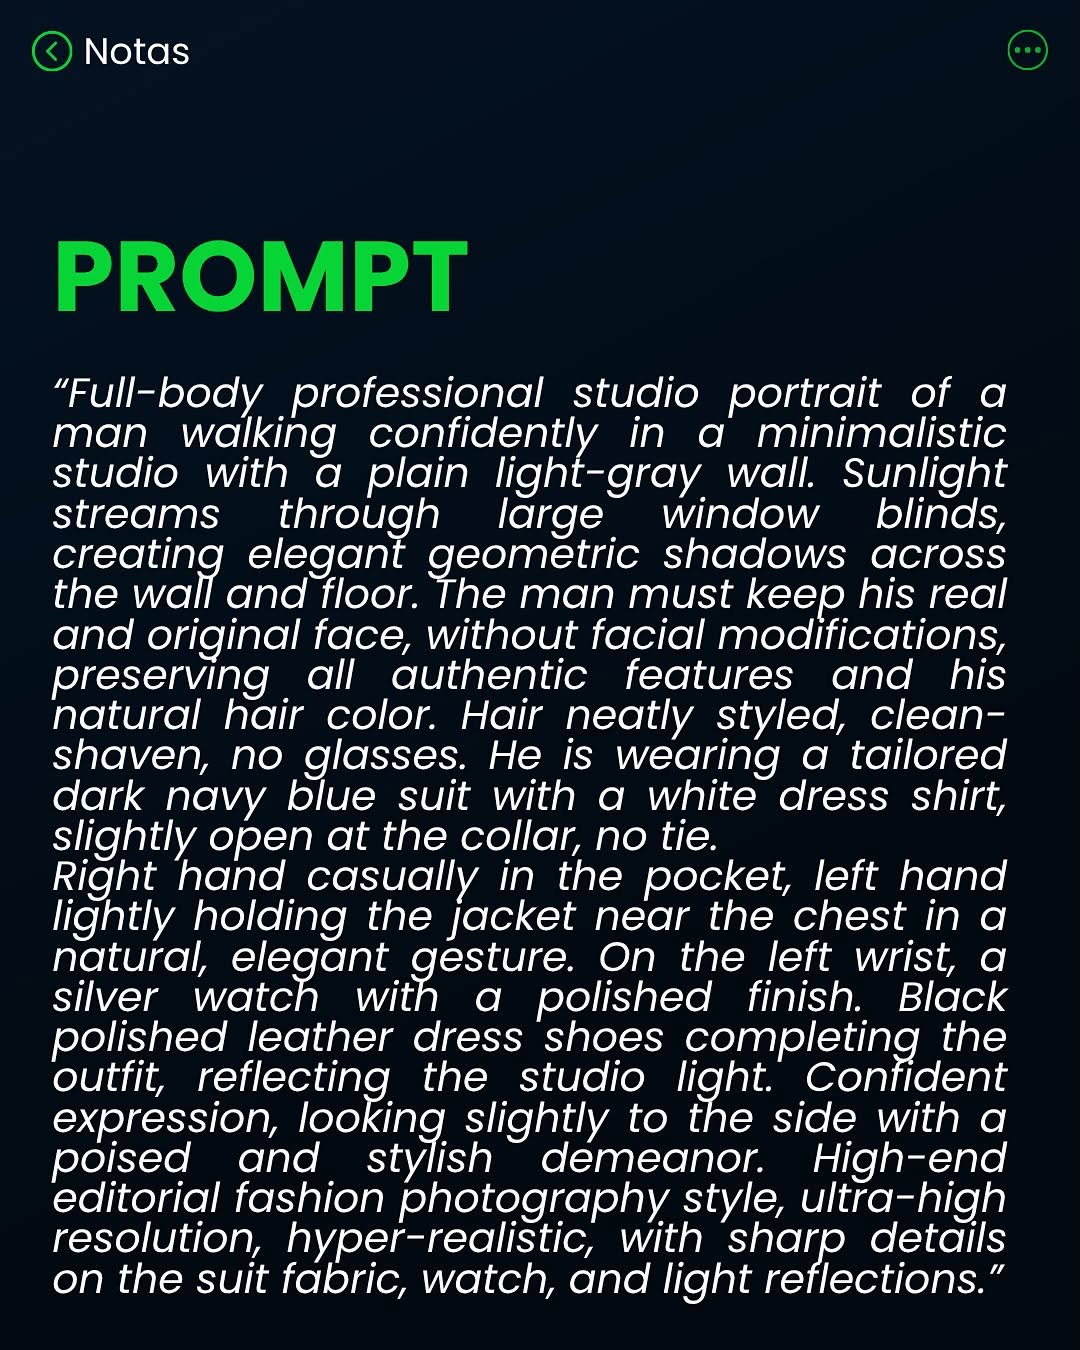 Notas
PROMPT
“Full-body professional studio portrait of a
man walking confidently in a minimalistic
studio with a plain light-gray wall. Sunlight
streams through large window blinds,
creating elegant geometric shadows across
the wall and floor. The man must keep his real
and original face, without facial modifications,
preserving all authentic features and his
natural hair color. Hair neatly styled, clean-
shaven, no glasses. He is wearing a tailored
dark navy blue suit with a white dress shirt,
slightly open at the collar, no tie.
Right hand casually in the pocket, left hand
lightly holding the jacket near the chest in a
natural, elegant gesture. On the left wrist, a
silver watch with a polished finish. Black
polished leather dress shoes completing the
outfit, reflecting the studio light. Confident
expression, looking slightly to the side with a
poised and stylish demeanor. High-end
editorial fashion photography style, ultra-high
resolution, hyper-realistic, with sharp details
on the suit fabric, watch, and light reflections.”